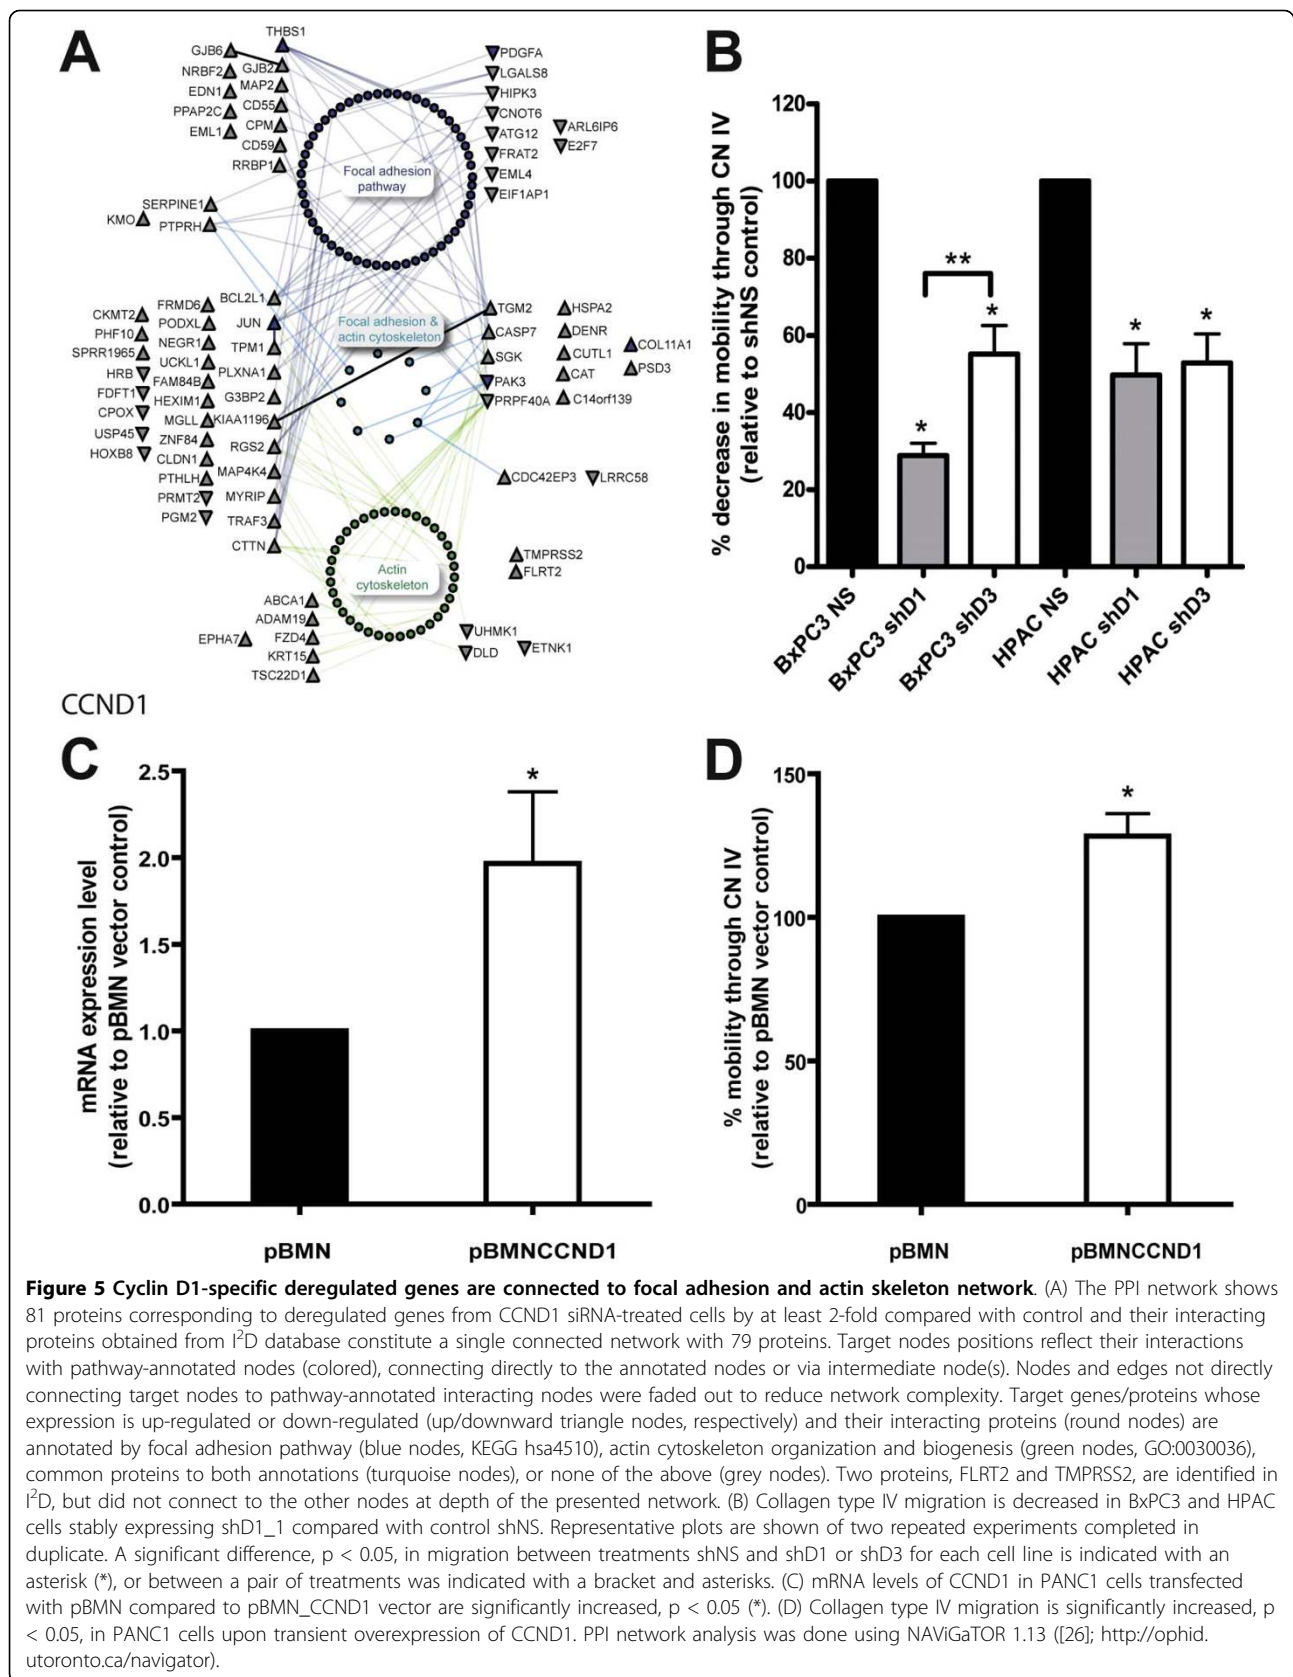 A
THBS1
GJB6
GJB2
NRBF2
MAP2
EDN1
CD55
PPAP2C
CPM
EML1
CD59
RRBP1
SERPINE1
KMO
PTPRH
PDGFA
LGALS8
HIPK3
CNOT6
ATG12
ARL6IP6
FRAT2
E2F7
EML4
EIF1AP1
Focal adhesion
pathway
BCL2L1
FRMD6
CKMT2
PODXL
JUN
PHF10
NEGR1
TPM1
SPRR1965
UCKL1
PLXNA1
HRB
FAM84B
FDFT1
HEXIM1
G3BP2
CPOX
MGLL
KIAA1196
USP45
ZNF84
RGS2
HOXB8
CLDN1
PTHLH
MAP4K4
PRMT2
MYRIP
PGM2
TRAF3
CTTN
Focal adhesion &
actin cytoskeleton
TGM2
HSPA2
CASP7
DENR
COL11A1
SGK
CUTL1
PSD3
PAK3
CAT
PRPF40A
C14orf139
CDC42EP3
LRRC58
TMPRSS2
FLRT2
Actin
cytoskeleton
ABCA1
ADAM19
EPHA7
FZD4
KRT15
TSC22D1
UHMK1
DLD
ETNK1
B
% decrease in mobility through CN IV
(relative to shNS control)
120
100
80
60
40
20
0
**
*
*
*
*
BxPC3 NS
BxPC3 shD1
BxPC3 shD3
HPAC NS
HPAC shD1
HPAC shD3
CCND1
C
mRNA expression level
(relative to pBMN vector control)
2.5
2.0
1.5
1.0
0.5
0.0
*
pBMN
pBMNCCND1
D
% mobility through CN IV
(relative to pBMN vector control)
150
100
50
0
*
pBMN
pBMNCCND1
Figure 5 Cyclin D1-specific deregulated genes are connected to focal adhesion and actin skeleton network. (A) The PPI network shows
81 proteins corresponding to deregulated genes from CCND1 siRNA-treated cells by at least 2-fold compared with control and their interacting
proteins obtained from I²D database constitute a single connected network with 79 proteins. Target nodes positions reflect their interactions
with pathway-annotated nodes (colored), connecting directly to the annotated nodes or via intermediate node(s). Nodes and edges not directly
connecting target nodes to pathway-annotated interacting nodes were faded out to reduce network complexity. Target genes/proteins whose
expression is up-regulated or down-regulated (up/downward triangle nodes, respectively) and their interacting proteins (round nodes) are
annotated by focal adhesion pathway (blue nodes, KEGG hsa4510), actin cytoskeleton organization and biogenesis (green nodes, GO:0030036),
common proteins to both annotations (turquoise nodes), or none of the above (grey nodes). Two proteins, FLRT2 and TMPRSS2, are identified in
I²D, but did not connect to the other nodes at depth of the presented network. (B) Collagen type IV migration is decreased in BxPC3 and HPAC
cells stably expressing shD1_1 compared with control shNS. Representative plots are shown of two repeated experiments completed in
duplicate. A significant difference, p < 0.05, in migration between treatments shNS and shD1 or shD3 for each cell line is indicated with an
asterisk (*), or between a pair of treatments was indicated with a bracket and asterisks. (C) mRNA levels of CCND1 in PANC1 cells transfected
with pBMN compared to pBMN_CCND1 vector are significantly increased, p < 0.05 (*). (D) Collagen type IV migration is significantly increased, p
< 0.05, in PANC1 cells upon transient overexpression of CCND1. PPI network analysis was done using NAViGaTOR 1.13 ([26]; http://ophid.
utoronto.ca/navigator).